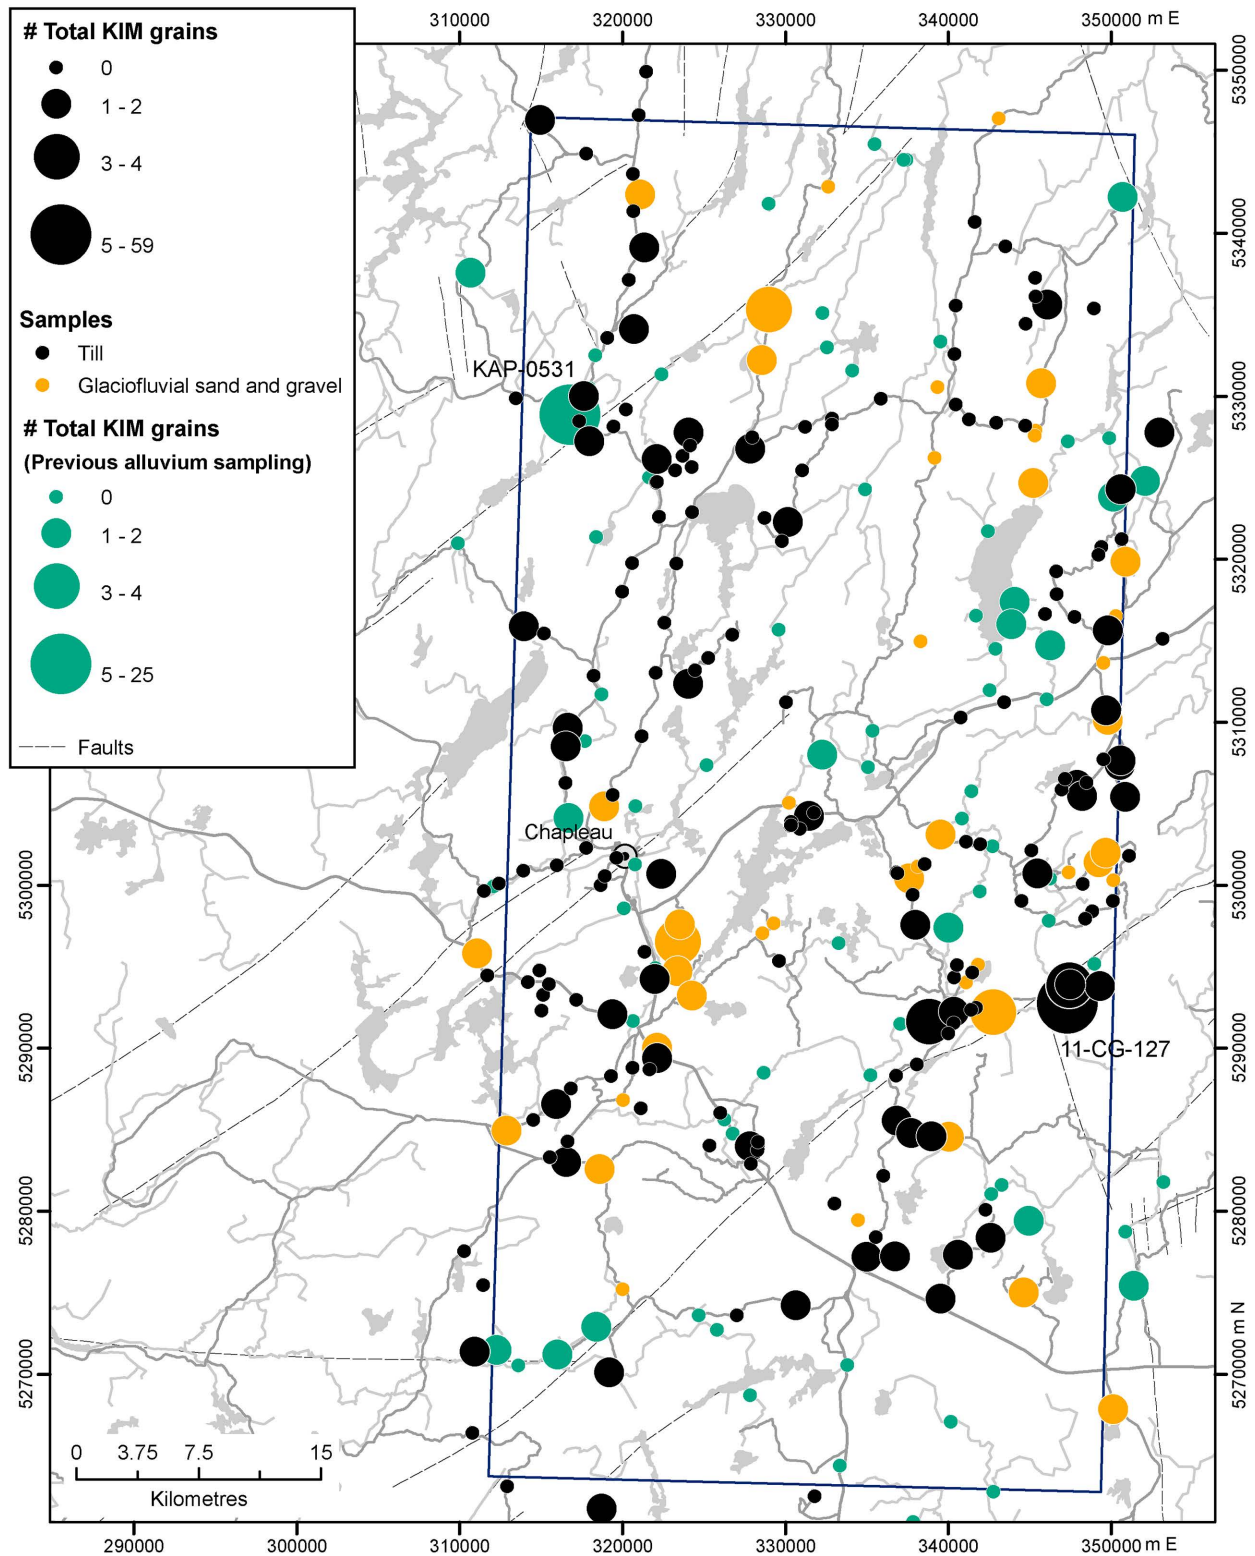 # Total KIM grains
0
1 - 2
3 - 4
5 - 59
Samples
Till
Glaciofluvial sand and gravel
# Total KIM grains
(Previous alluvium sampling)
0
1 - 2
3 - 4
5 - 25
Faults
310000 320000 330000 340000 350000 m E
5350000
5340000
5330000
5320000
5310000
5300000
5290000
5280000
5270000 m N
KAP-0531
Chapleau
11-CG-127
5300000
5290000
5280000
5270000
0 3.75 7.5 15
Kilometres
290000 300000 310000 320000 330000 340000 350000 m E